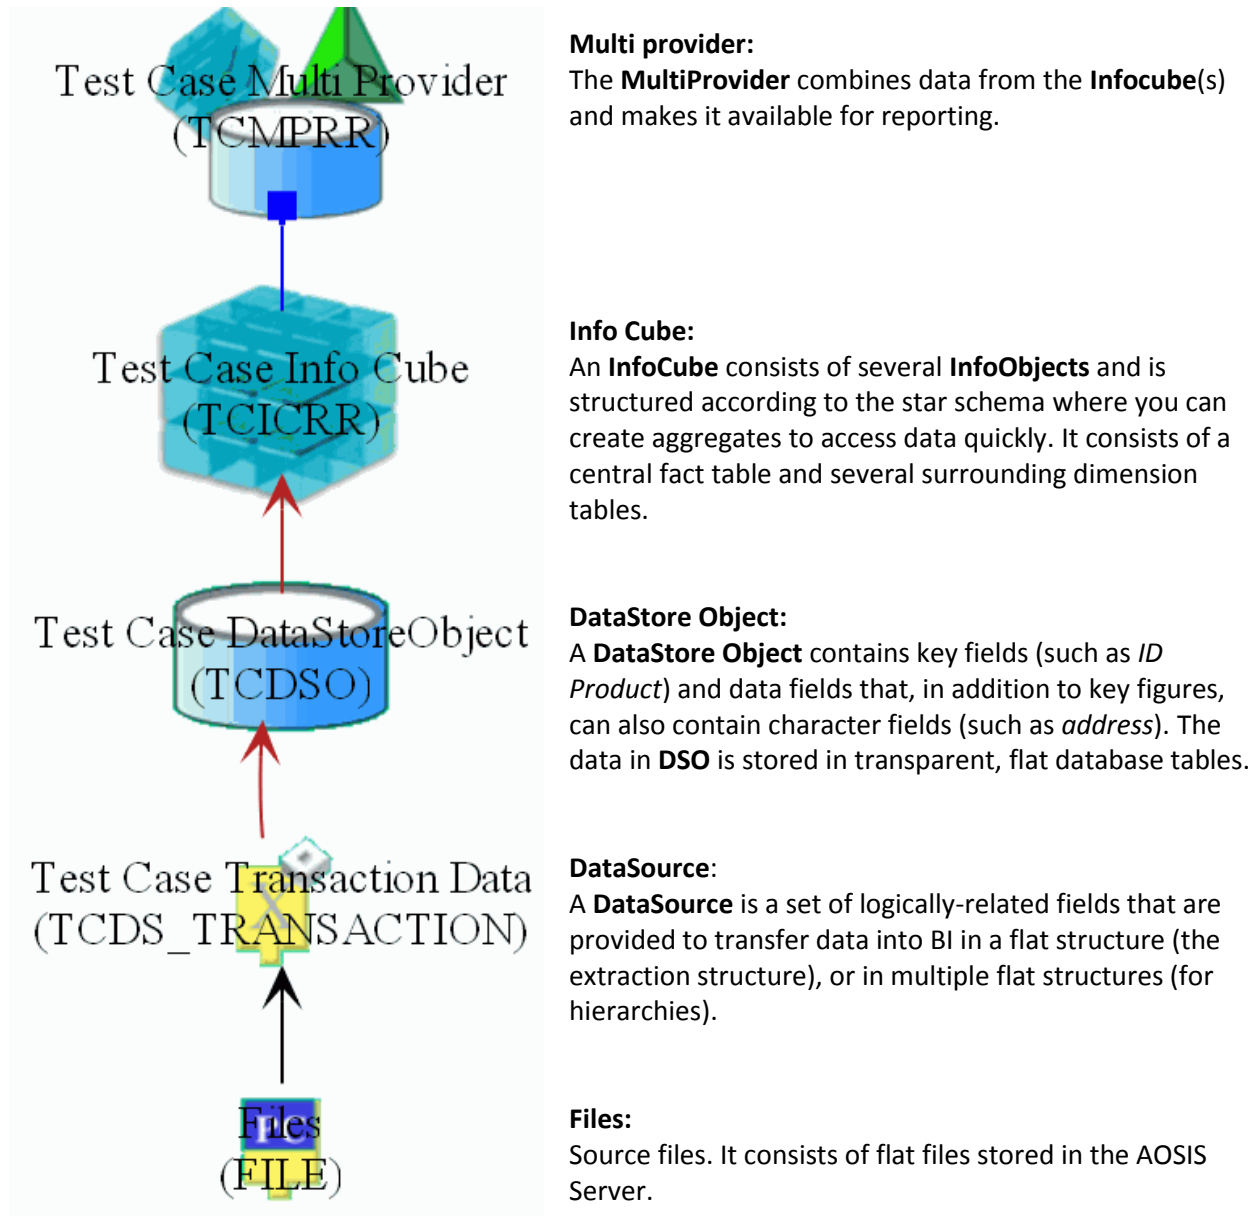 Test Case Multi Provider
(TCMPRR)
Multi provider:
The MultiProvider combines data from the Infocube(s)
and makes it available for reporting.
Test Case Info Cube
(TCICRR)
Info Cube:
An InfoCube consists of several InfoObjects and is
structured according to the star schema where you can
create aggregates to access data quickly. It consists of a
central fact table and several surrounding dimension
tables.
Test Case DataStoreObject
(TCDSO)
DataStore Object:
A DataStore Object contains key fields (such as ID
Product) and data fields that, in addition to key figures,
can also contain character fields (such as address). The
data in DSO is stored in transparent, flat database tables.
Test Case Transaction Data
(TCDS_TRANSACTION)
X
DataSource:
A DataSource is a set of logically-related fields that are
provided to transfer data into BI in a flat structure (the
extraction structure), or in multiple flat structures (for
hierarchies).
Files
PC
(FILE)
Files:
Source files. It consists of flat files stored in the AOSIS
Server.